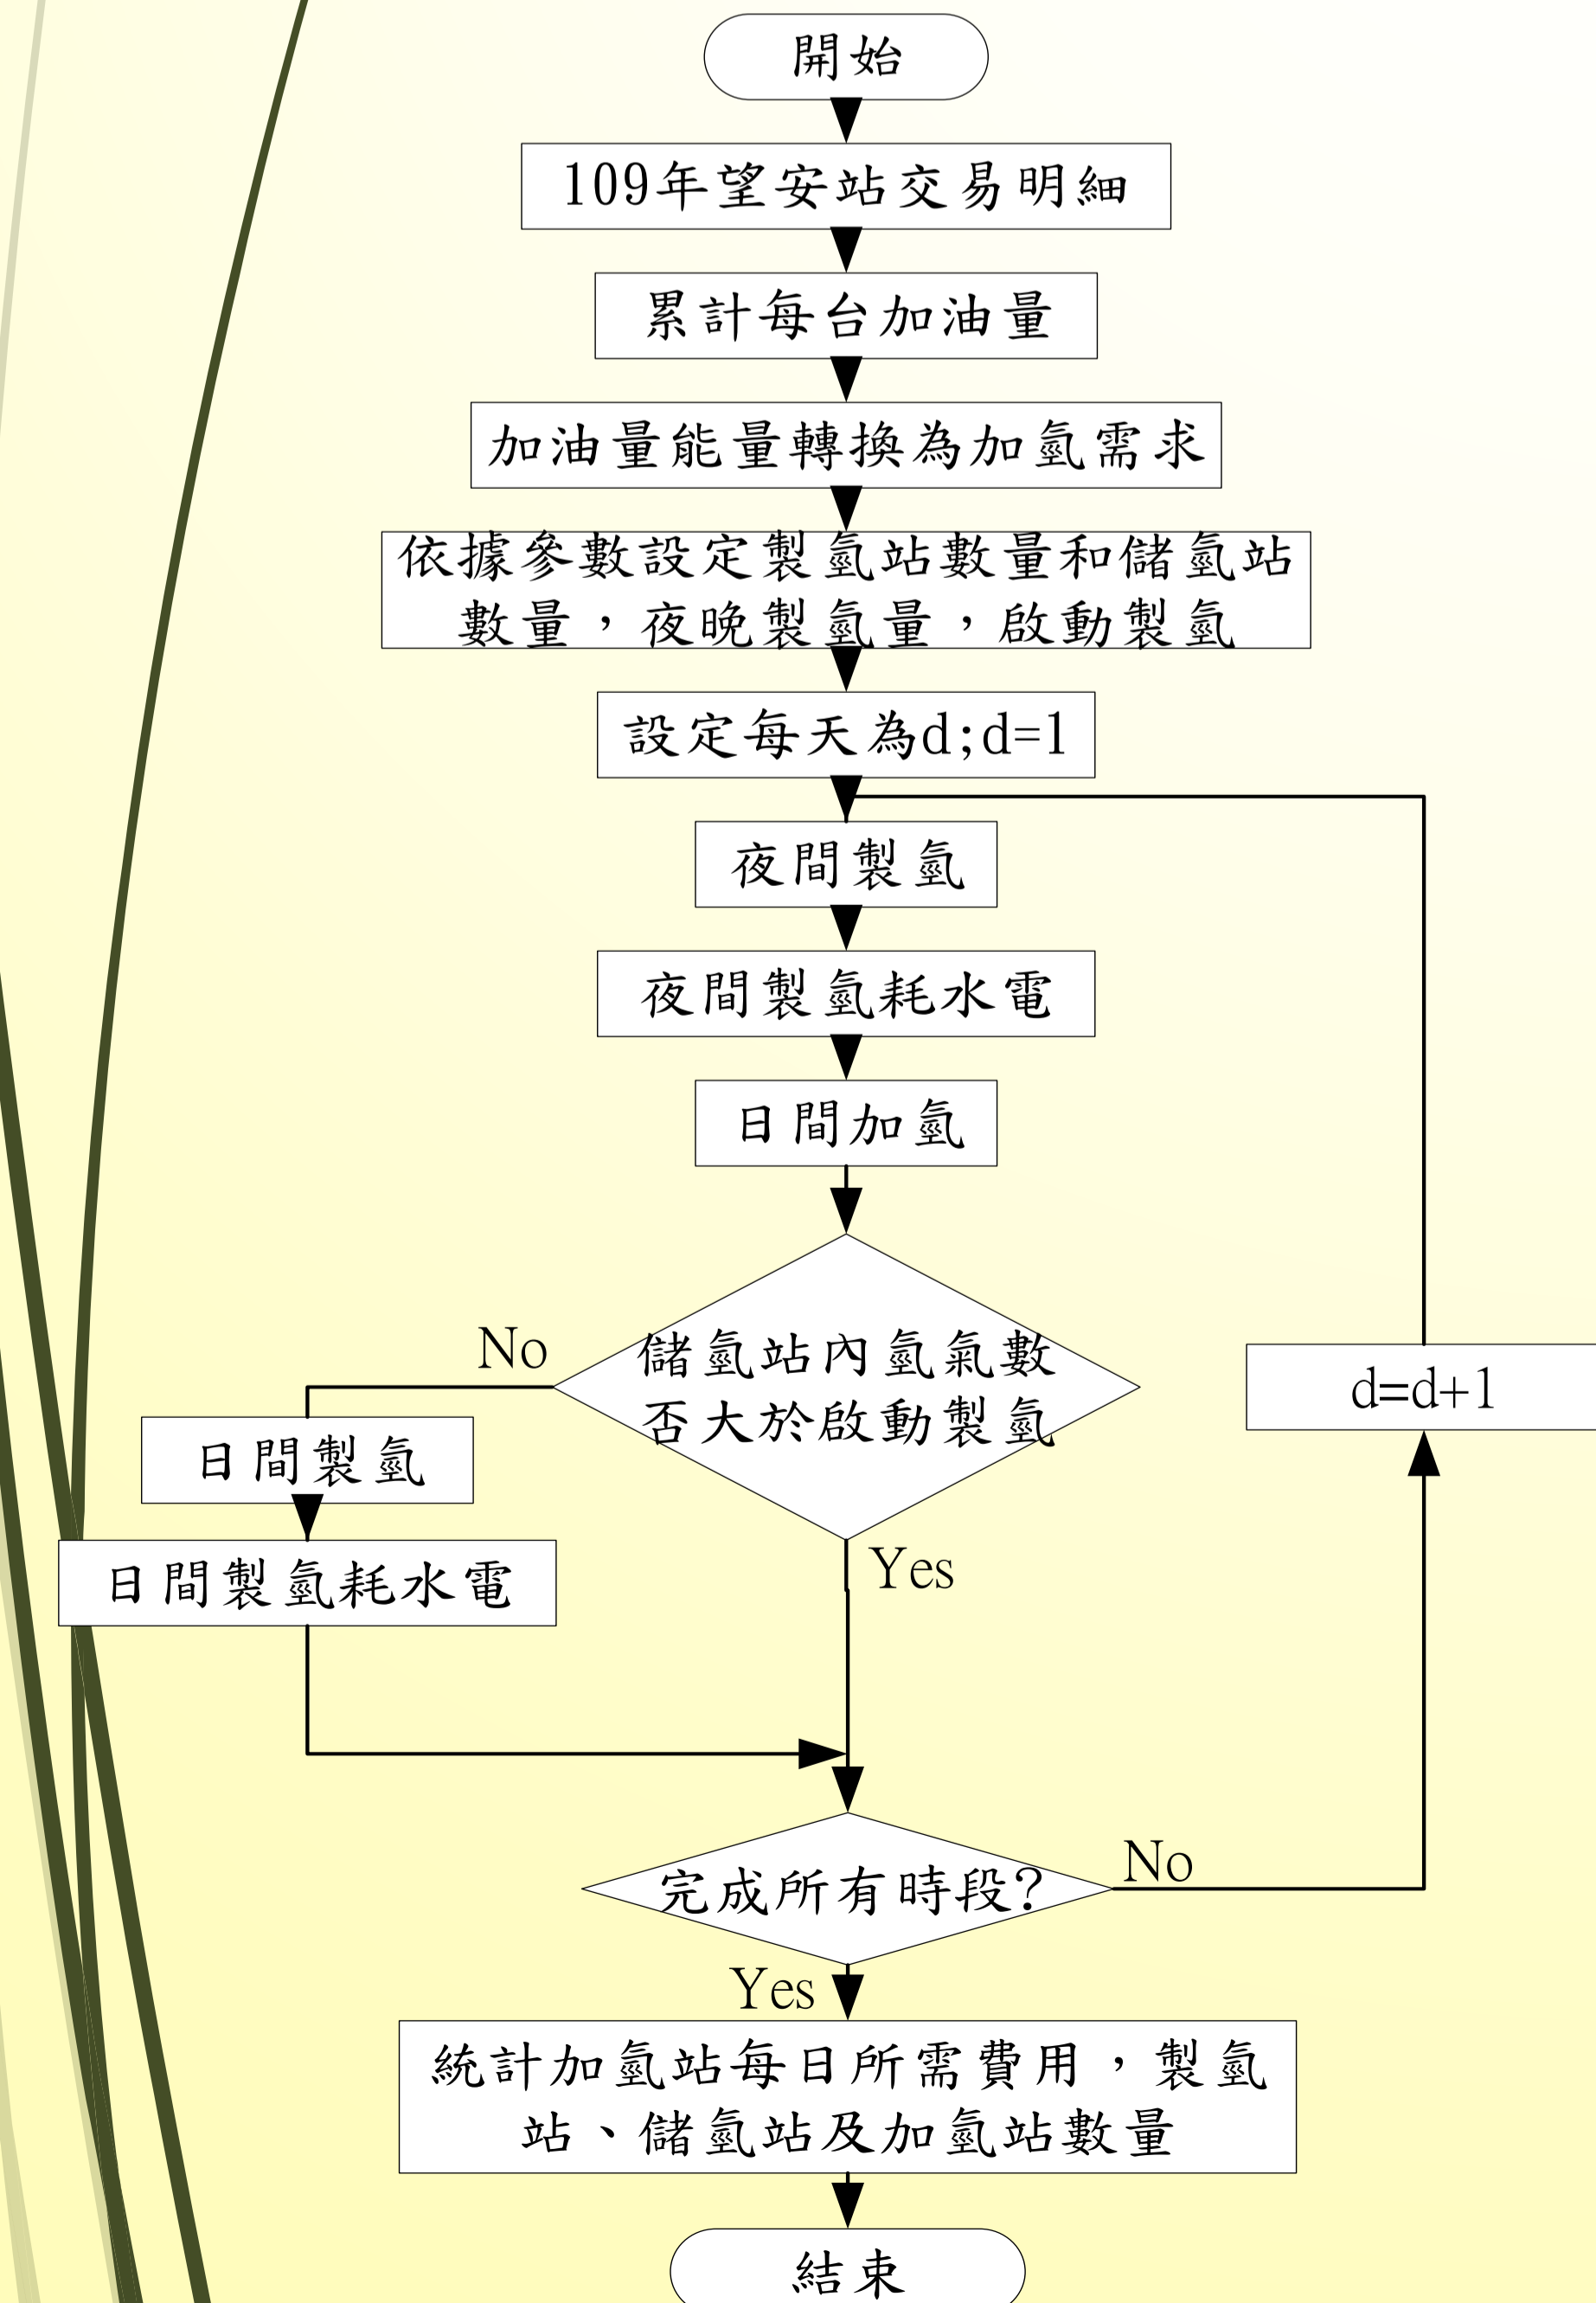 開始
109年望安站交易明細
累計每台加油量
加油量能量轉換為加氫需求
依據參數設定製氫站數量和儲氫站
數量，夜晚製氫量，啟動製氫
設定每天為d;d=1
夜間製氫
夜間製氫耗水電
日間加氫
No
儲氫站內氫氣數
否大於啟動製氫
d=d+1
日間製氫
Yes
日間製氫耗水電
完成所有時段?
No
Yes
統計加氫站每日所需費用，製氫
站、儲氫站及加氫站數量
結束